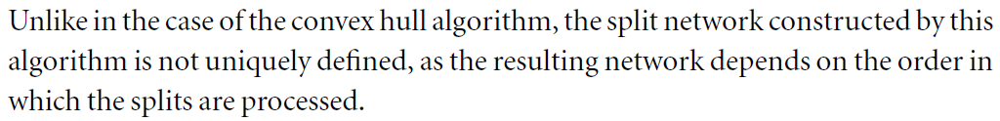 Unlike in the case of the convex hull algorithm, the split network constructed by this
algorithm is not uniquely defined, as the resulting network depends on the order in
which the splits are processed.